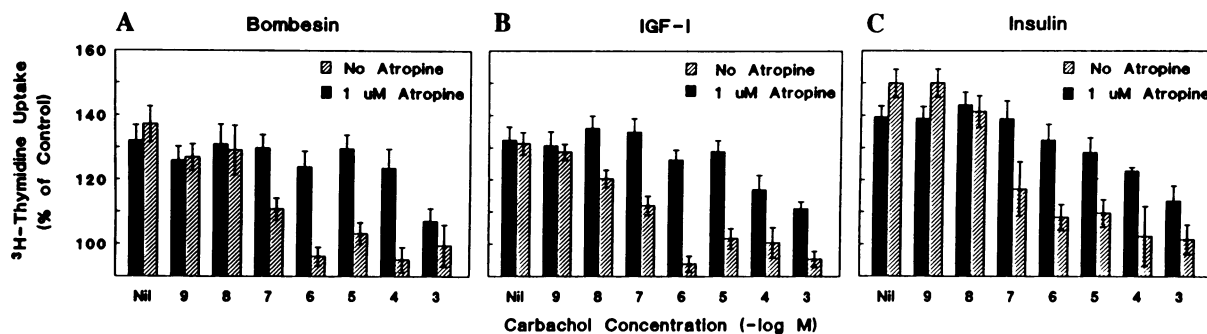 A Bombesin
B IGF-I
C Insulin
³H-Thymidine Uptake
(% of Control)
160
140
120
100
No Atropine
1 uM Atropine
No Atropine
1 uM Atropine
No Atropine
1 uM Atropine
Nil 9 8 7 6 5 4 3
Nil 9 8 7 6 5 4 3
Nil 9 8 7 6 5 4 3
Carbachol Concentration (-log M)